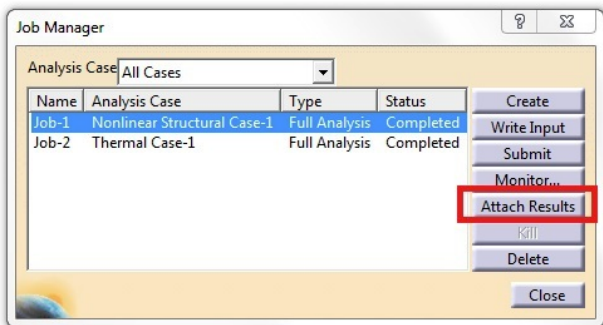 Job Manager
Analysis Case All Cases
Name Analysis Case Type Status
Job-1 Nonlinear Structural Case-1 Full Analysis Completed
Job-2 Thermal Case-1 Full Analysis Completed
Create
Write Input
Submit
Monitor...
Attach Results
Kill
Delete
Close